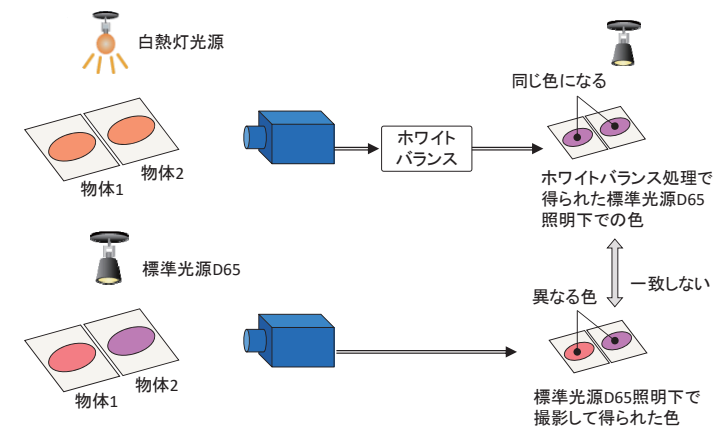 白熱灯光源
同じ色になる
ホワイト
バランス
物体1
物体2
ホワイトバランス処理で
得られた標準光源D65
照明下での色
標準光源D65
一致しない
異なる色
物体1
物体2
標準光源D65照明下で
撮影して得られた色